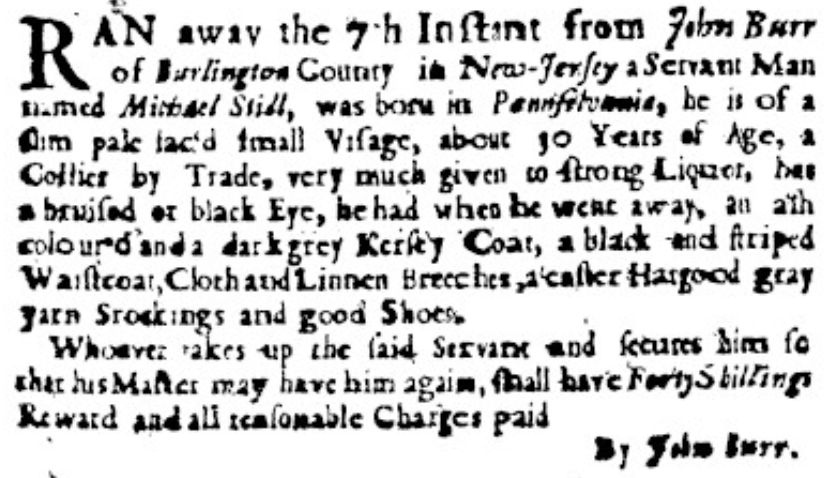 RAN away the 7th Inſtant from John Burr
of Burlington County in New-Jerſey a Servant Man
named Michael Still, was born in Pennſilvania, he is of a
ſlim pale fac'd ſmall Viſage, about 30 Years of Age, a
Collier by Trade, very much given to ſtrong Liquor, has
a bruiſed or black Eye, he had when he went away, an aſh
colour'd and a dark grey Kerſey Coat, a black and ſtriped
Waiſtcoat, Cloth and Linnen Breeches, a caſter Hat good gray
yarn Stockings and good Shoes.
Whoever takes up the ſaid Servant and ſecures him ſo
that his Maſter may have him again, ſhall have Forty Shillings
Reward and all reaſonable Charges paid
By John Burr.